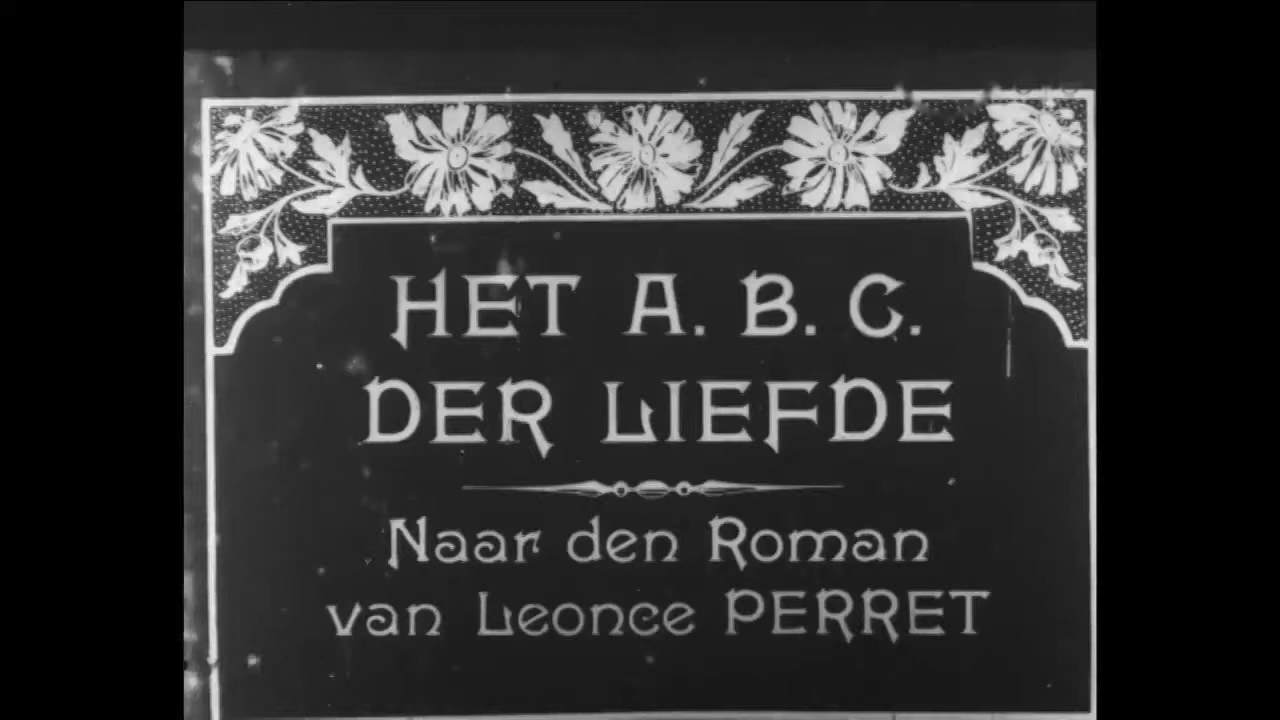 HET A. B. C.
DER LIEFDE
Naar den Roman
van Leonce PERRET